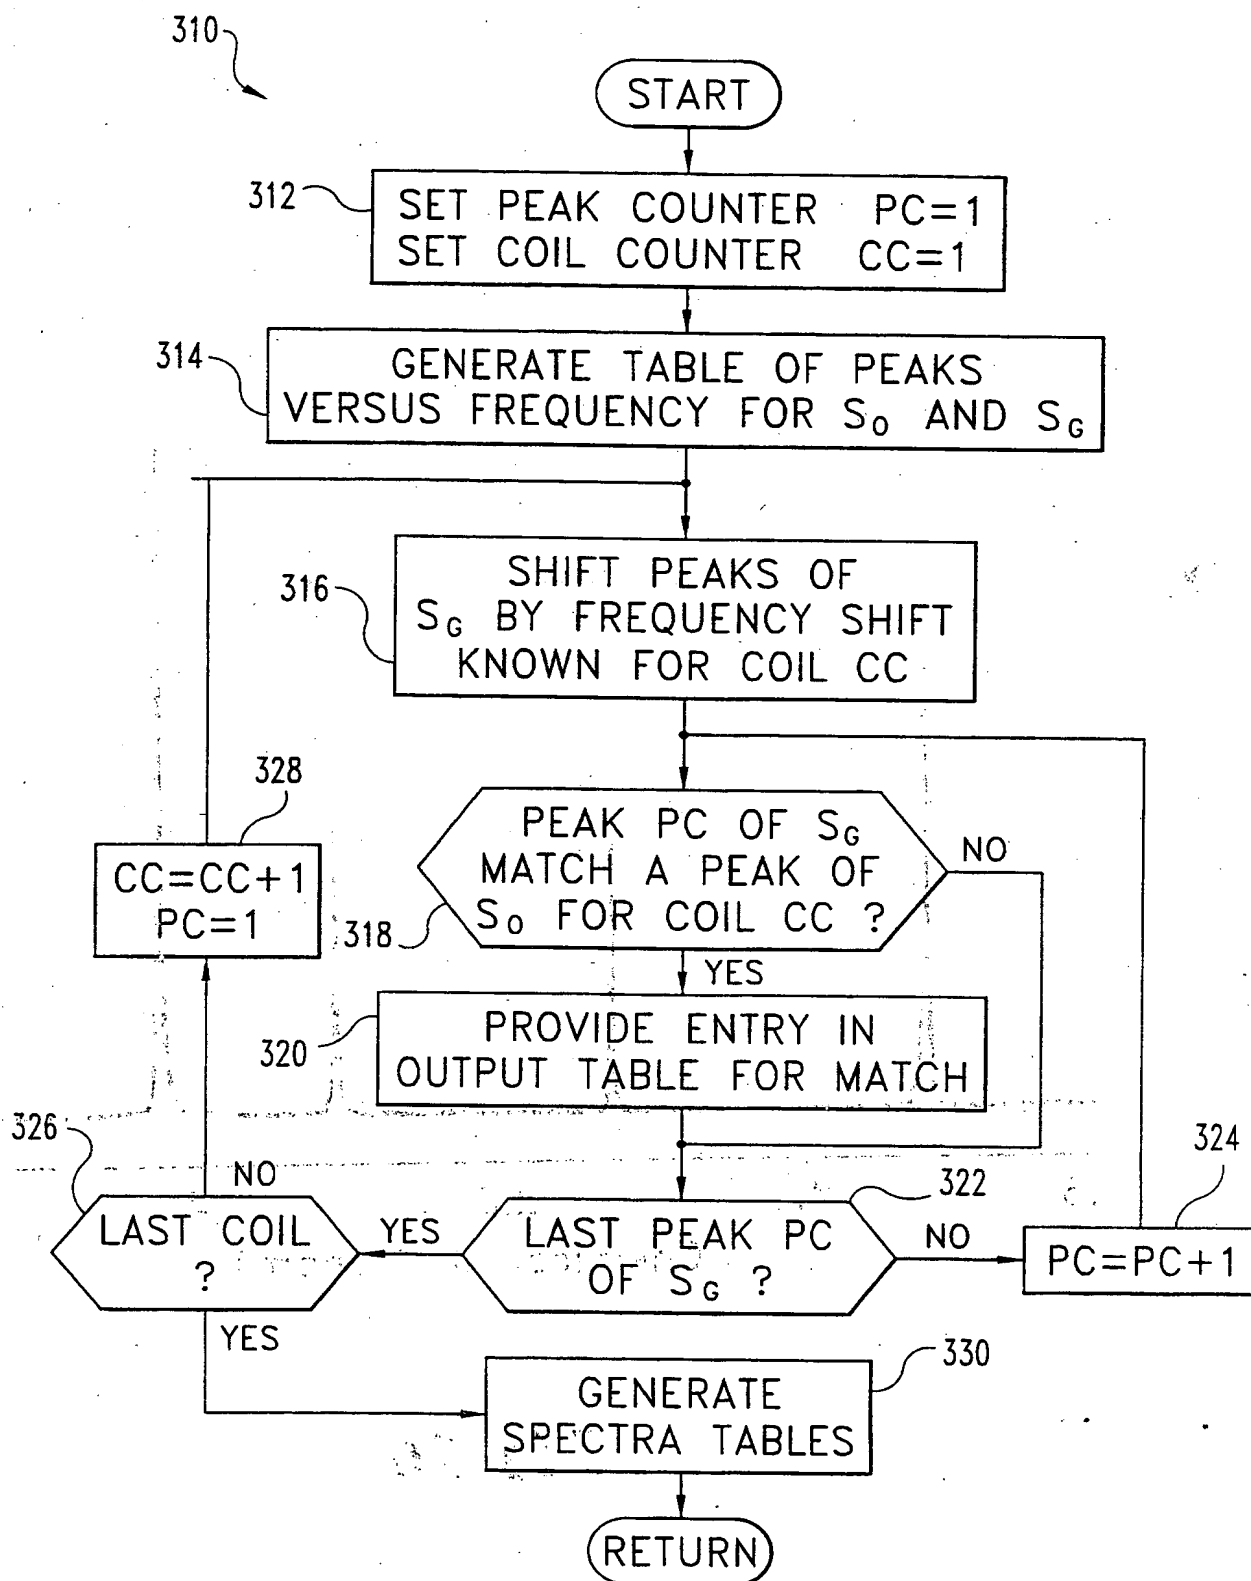 310
START
312
SET PEAK COUNTER PC=1
SET COIL COUNTER CC=1
314
GENERATE TABLE OF PEAKS
VERSUS FREQUENCY FOR S₀ AND S_G
316
SHIFT PEAKS OF
S_G BY FREQUENCY SHIFT
KNOWN FOR COIL CC
328
CC=CC+1
PC=1
318
PEAK PC OF S_G
MATCH A PEAK OF
S₀ FOR COIL CC ?
NO
YES
320
PROVIDE ENTRY IN
OUTPUT TABLE FOR MATCH
326
NO
LAST COIL
?
YES
YES
322
LAST PEAK PC
OF S_G ?
NO
324
PC=PC+1
330
GENERATE
SPECTRA TABLES
RETURN